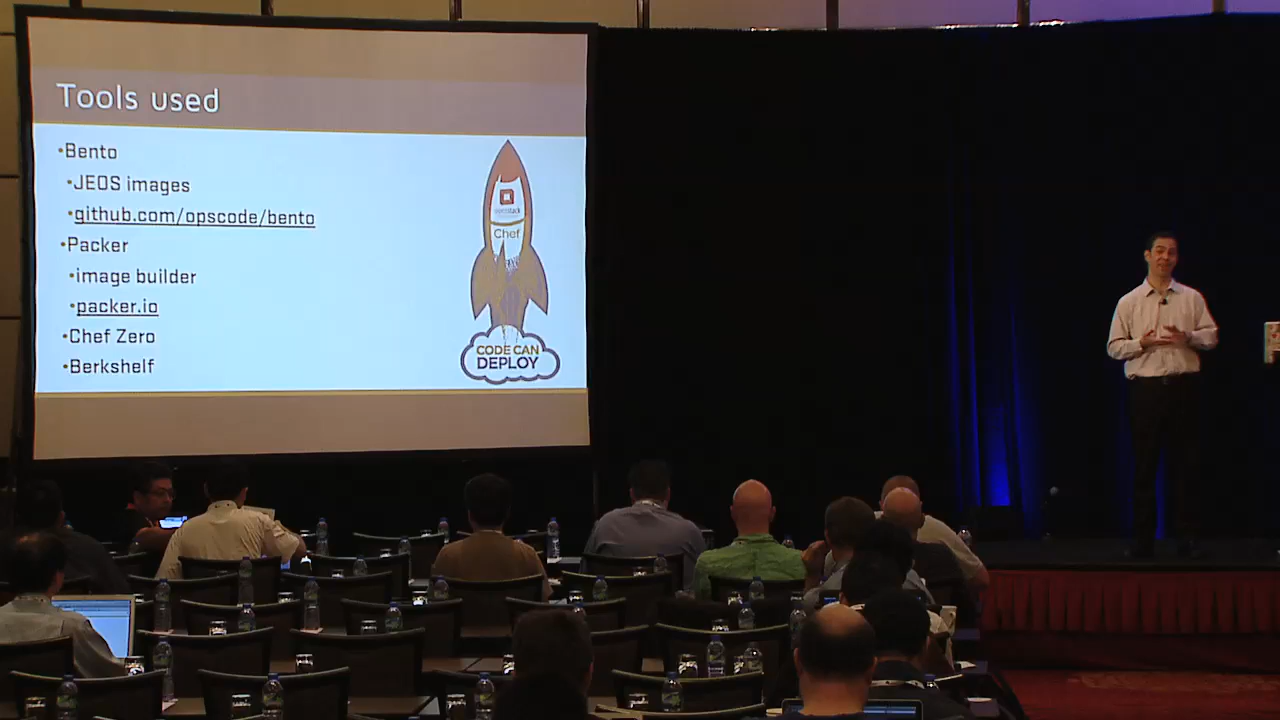 Tools used
•Bento
•JEOS images
•github.com/opscode/bento
•Packer
•image builder
•packer.io
•Chef Zero
•Berkshelf
openstack
Chef
CODE CAN
DEPLOY